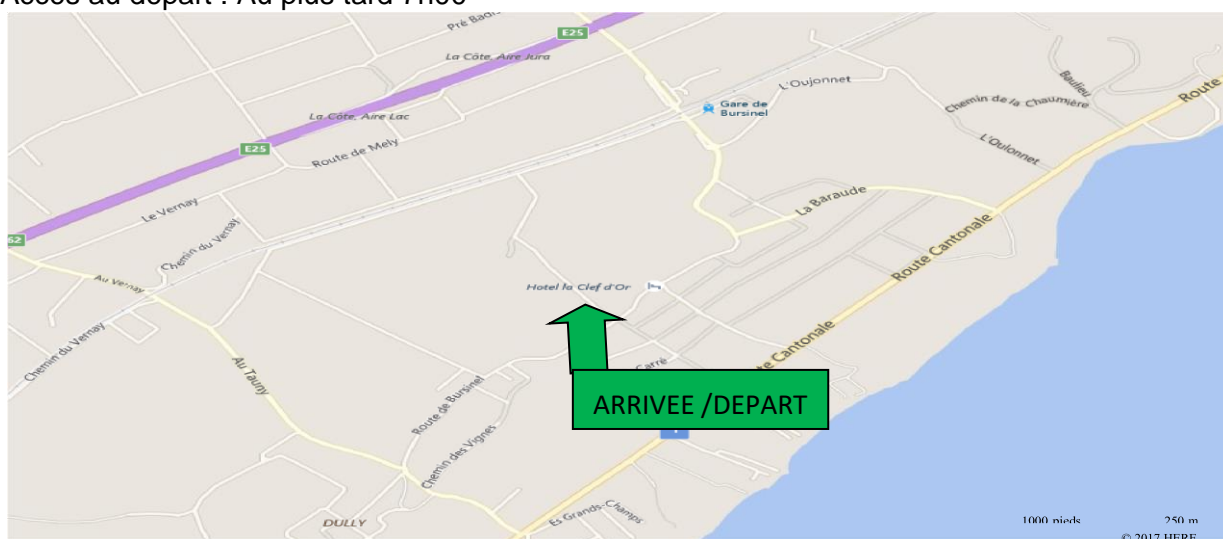 Accès au départ : Au plus tard 7h00
Pré Badi
E25
La Côte, Aire Jura
L'Oujonnet
Baulieu
Route
Gare de
Bursinel
Chemin de la Chaumière
La Côte, Aire Lac
E25
Route de Mely
L'Oujonnet
La Baraude
Le Vernay
Chemin du Vernay
Route Cantonale
62
Au Vernay
Hotel la Clef d'Or
Route Cantonale
Chemin du Vernay
Au Tauny
Carré
Route de Bursinel
ARRIVEE /DEPART
Chemin des Vignes
1
DULLY
Es Grands-Champs
1000 pieds
250 m
© 2017 HERE